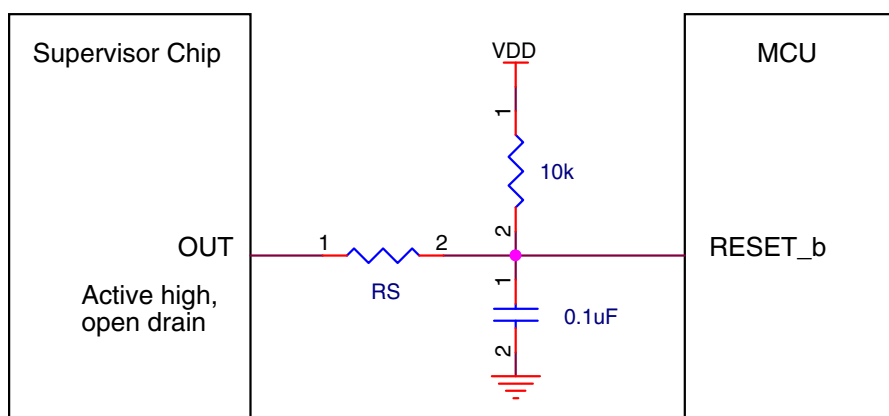 Supervisor Chip
VDD
MCU
1
10k
2
OUT
1
2
RESET_b
RS
1
Active high,
open drain
0.1uF
2